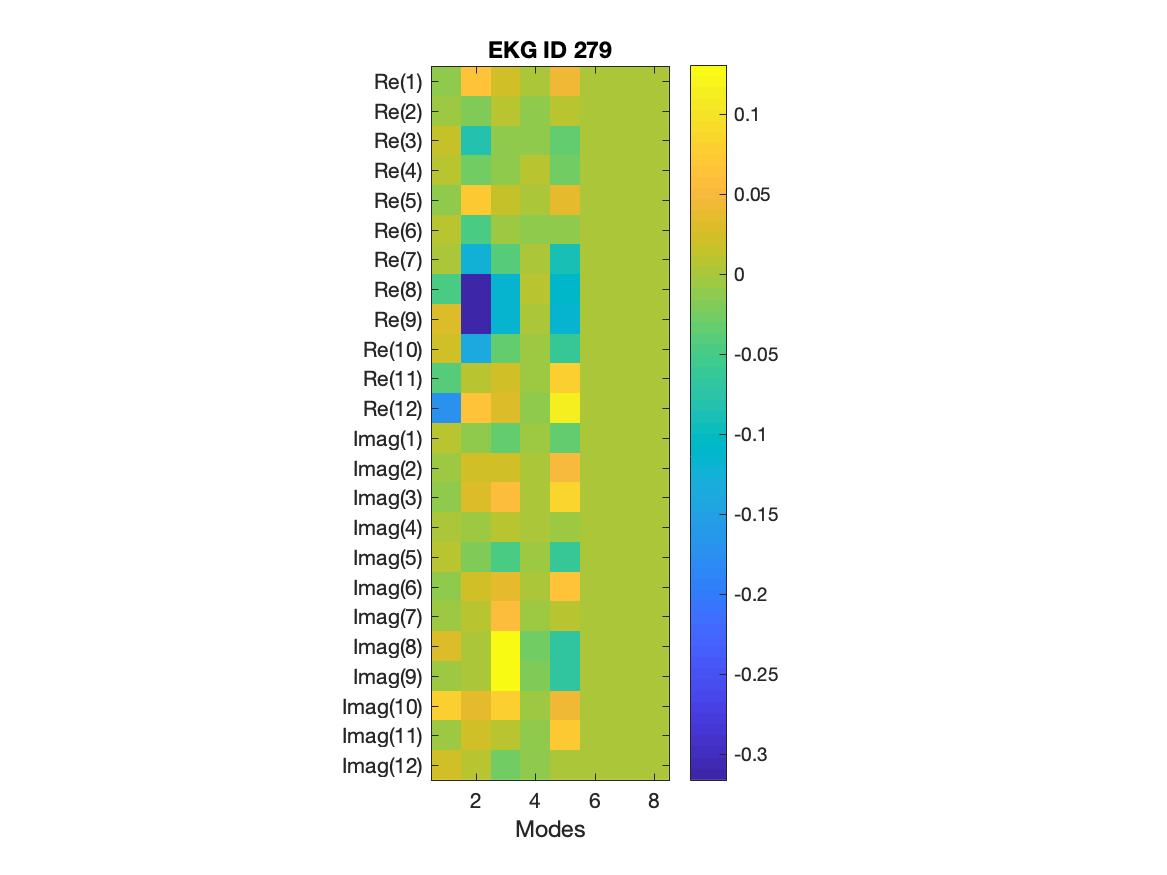 EKG ID 279
Re(1)
Re(2)
Re(3)
Re(4)
Re(5)
Re(6)
Re(7)
Re(8)
Re(9)
Re(10)
Re(11)
Re(12)
Imag(1)
Imag(2)
Imag(3)
Imag(4)
Imag(5)
Imag(6)
Imag(7)
Imag(8)
Imag(9)
Imag(10)
Imag(11)
Imag(12)
2 4 6 8
Modes
0.1
0.05
0
-0.05
-0.1
-0.15
-0.2
-0.25
-0.3